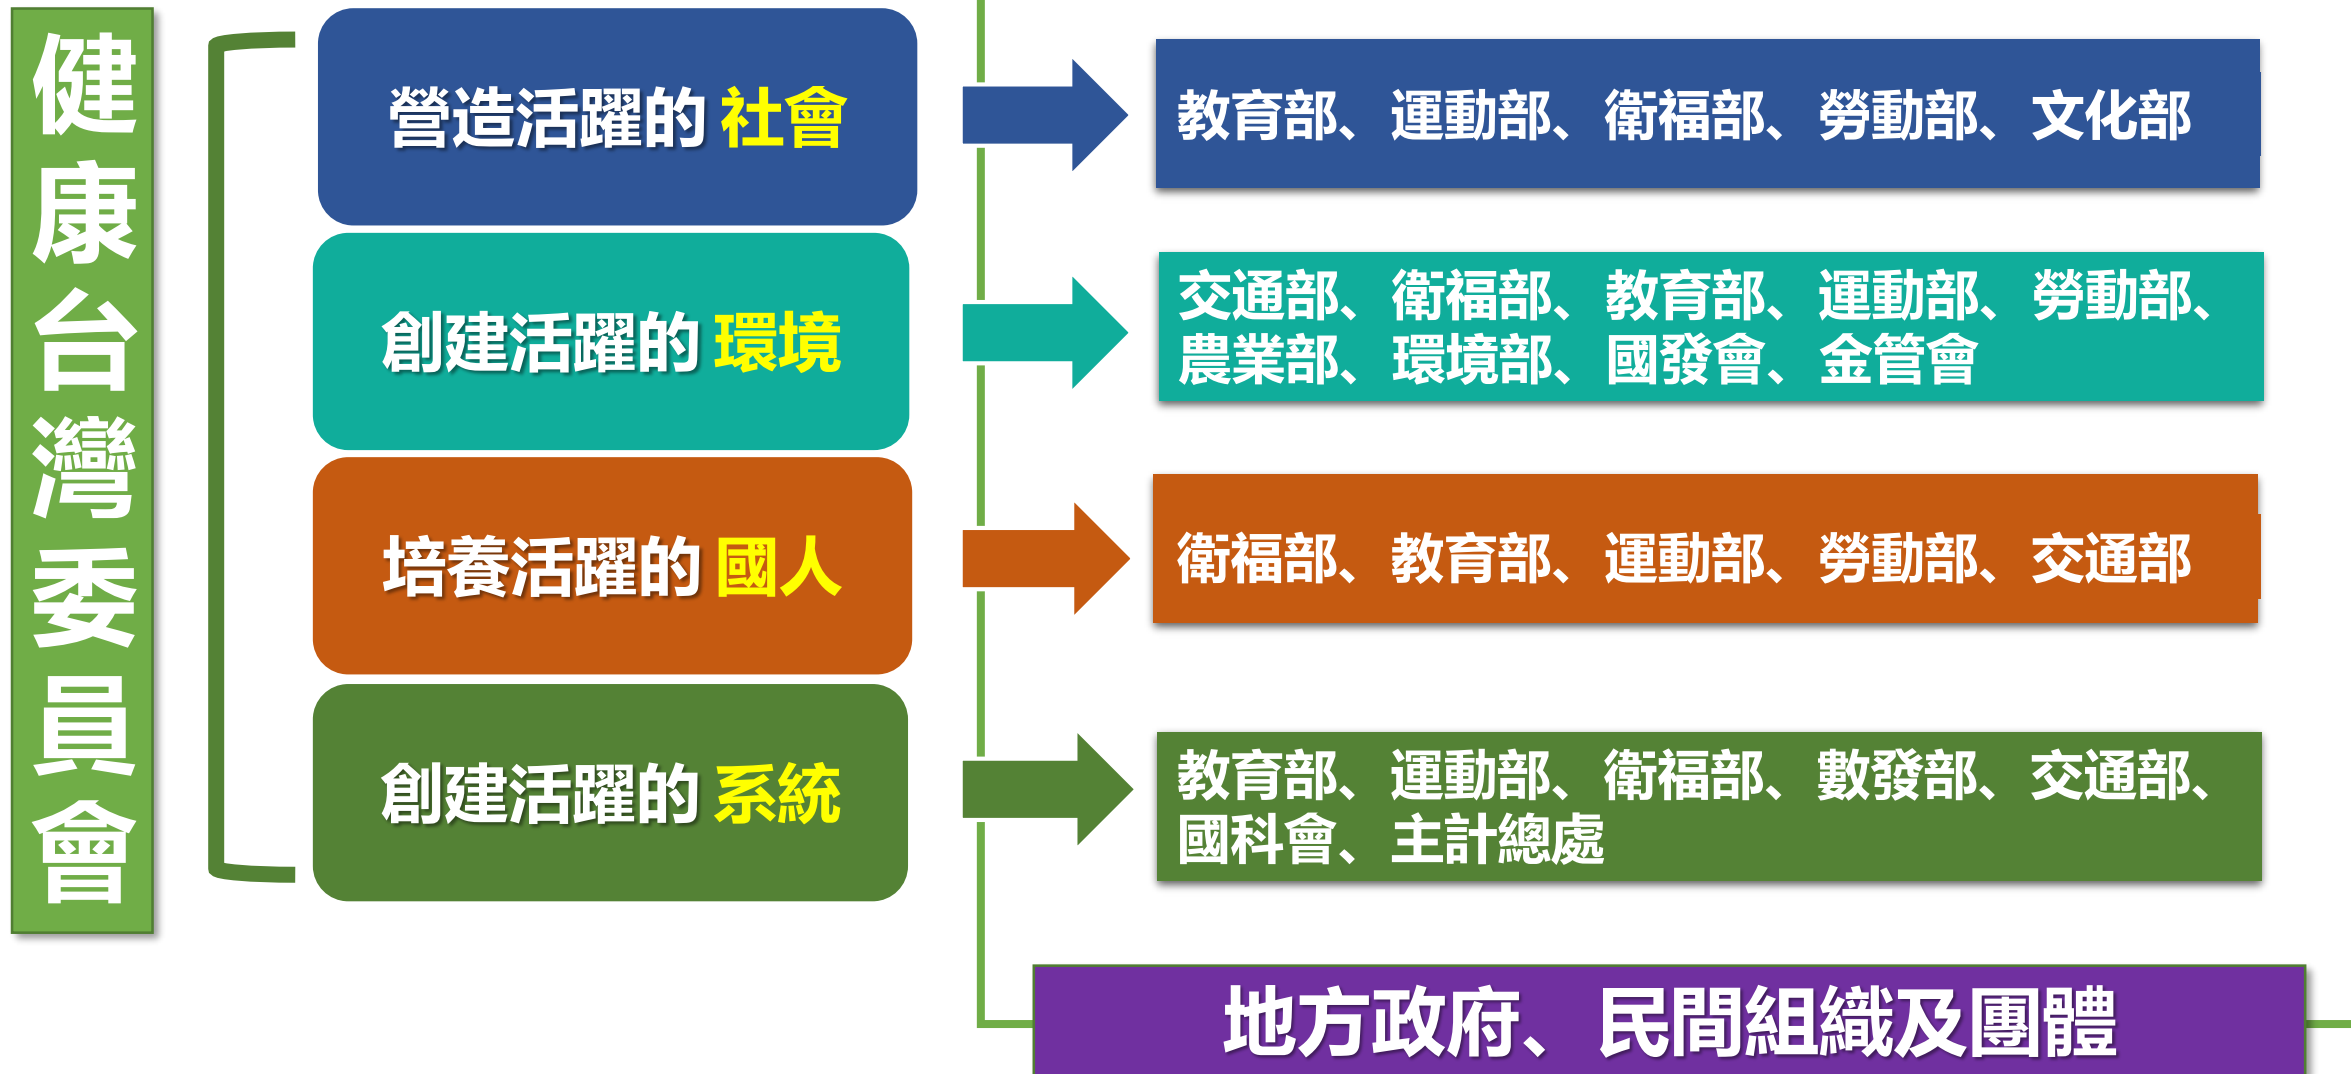 健康台灣委員會
營造活躍的 社會
教育部、運動部、衛福部、勞動部、文化部
創建活躍的 環境
交通部、衛福部、教育部、運動部、勞動部、
農業部、環境部、國發會、金管會
培養活躍的 國人
衛福部、教育部、運動部、勞動部、交通部
創建活躍的 系統
教育部、運動部、衛福部、數發部、交通部、
國科會、主計總處
地方政府、民間組織及團體